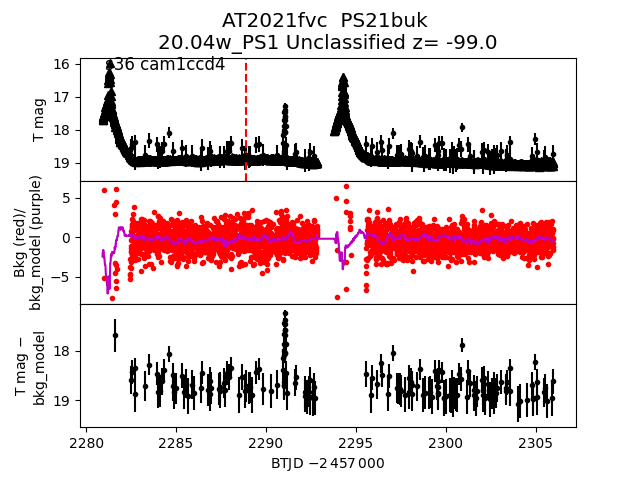 AT2021fvc PS21buk
20.04w_PS1 Unclassified z= -99.0
s36 cam1ccd4
T mag
16
17
18
19
Bkg (red)/
bkg_model (purple)
5
0
−5
T mag −
bkg_model
18
19
2280 2285 2290 2295 2300 2305
BTJD −2 457 000